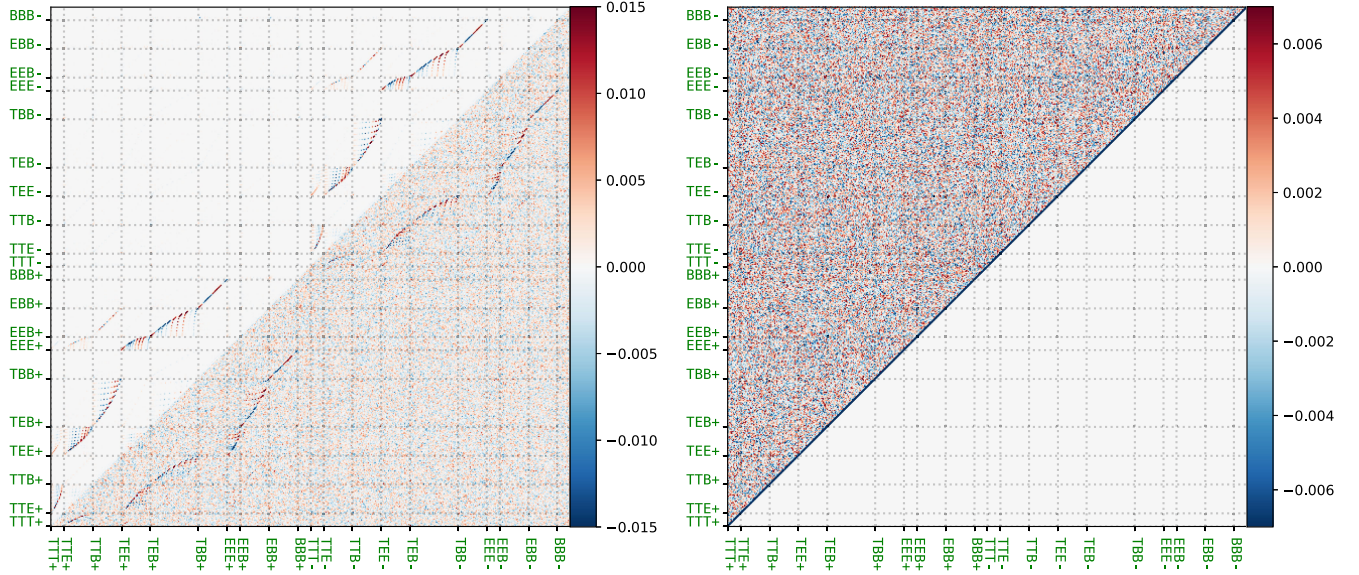 BBB -
EBB -
EEB -
EEE -
TBB -
TEB -
TEE -
TTB -
TTE -
TTT -
BBB+
EBB+
EEB+
EEE+
TBB+
TEB+
TEE+
TTB+
TTE+
TTT+
TTT+
TTE+
TTB+
TEE+
TEB+
TBB+
EEE+
EEB+
EBB+
BBB+
TTT -
TTE -
TTB -
TEE -
TEB -
TBB -
EEE -
EEB -
EBB -
BBB -
0.015
0.010
0.005
0.000
−0.005
−0.010
−0.015
BBB -
EBB -
EEB -
EEE -
TBB -
TEB -
TEE -
TTB -
TTE -
TTT -
BBB+
EBB+
EEB+
EEE+
TBB+
TEB+
TEE+
TTB+
TTE+
TTT+
TTT+
TTE+
TTB+
TEE+
TEB+
TBB+
EEE+
EEB+
EBB+
BBB+
TTT -
TTE -
TTB -
TEE -
TEB -
TBB -
EEE -
EEB -
EBB -
BBB -
0.006
0.004
0.002
0.000
−0.002
−0.004
−0.006